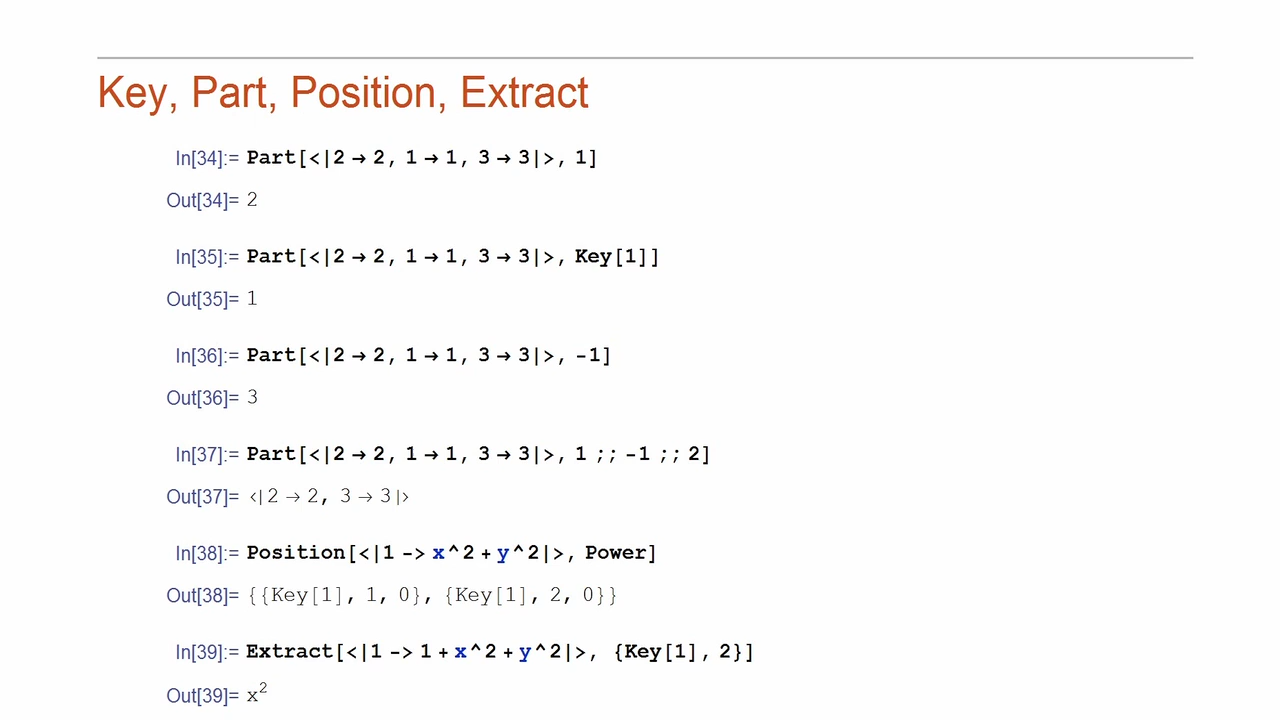 Key, Part, Position, Extract
In[34]:= Part[<|2 → 2, 1 → 1, 3 → 3|>, 1]
Out[34]= 2
In[35]:= Part[<|2 → 2, 1 → 1, 3 → 3|>, Key[1]]
Out[35]= 1
In[36]:= Part[<|2 → 2, 1 → 1, 3 → 3|>, -1]
Out[36]= 3
In[37]:= Part[<|2 → 2, 1 → 1, 3 → 3|>, 1 ;; -1 ;; 2]
Out[37]= <|2 → 2, 3 → 3|>
In[38]:= Position[<|1 -> x^2 + y^2|>, Power]
Out[38]= {{Key[1], 1, 0}, {Key[1], 2, 0}}
In[39]:= Extract[<|1 -> 1 + x^2 + y^2|>, {Key[1], 2}]
Out[39]= x²